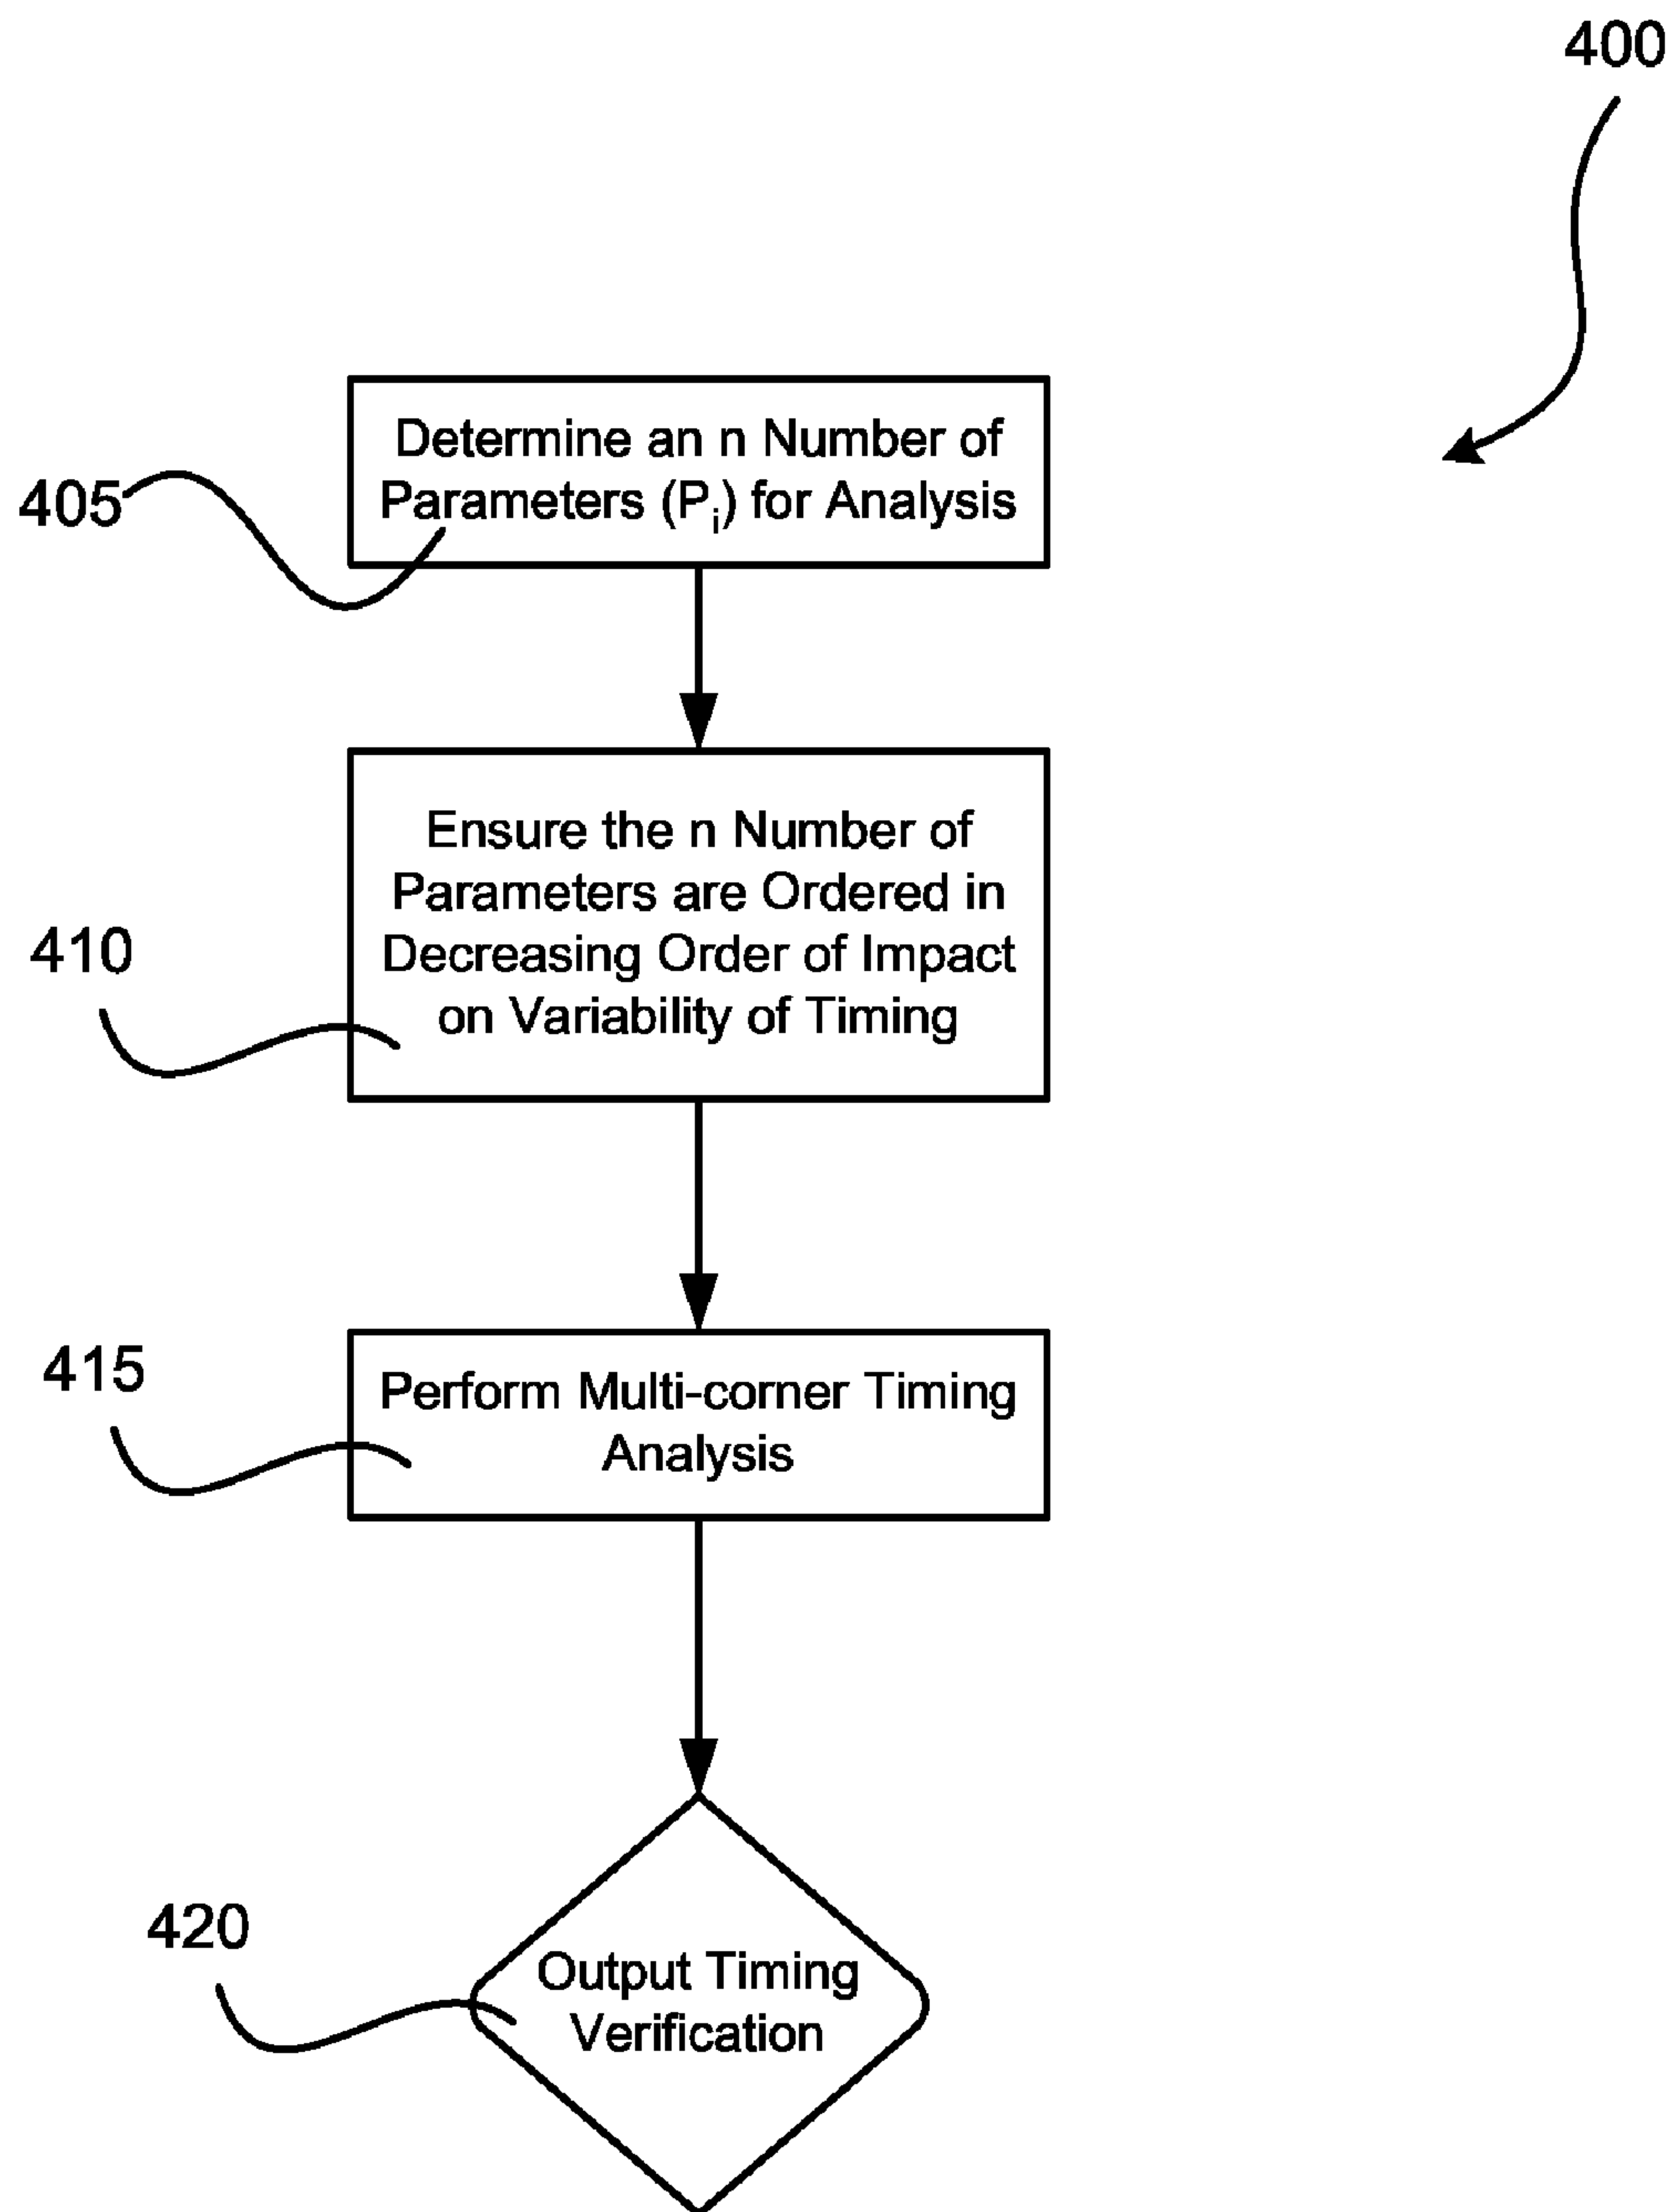 400
Determine an n Number of
Parameters (Pi) for Analysis
405
Ensure the n Number of
Parameters are Ordered in
Decreasing Order of Impact
on Variability of Timing
410
415
Perform Multi-corner Timing
Analysis
420
Output Timing
Verification